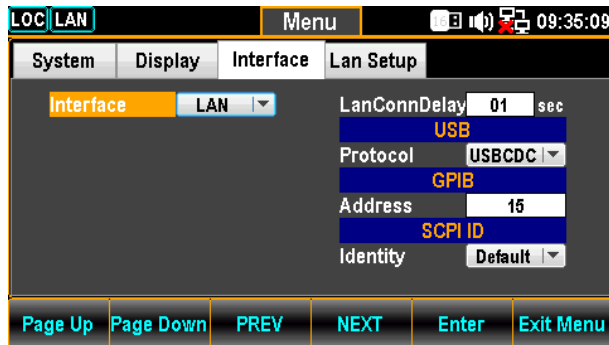 LOC LAN Menu 16 09:35:09
System Display Interface Lan Setup
Interface LAN
LanConnDelay 01 sec
USB
Protocol USBCDC
GPIB
Address 15
SCPI ID
Identity Default
Page Up Page Down PREV NEXT Enter Exit Menu